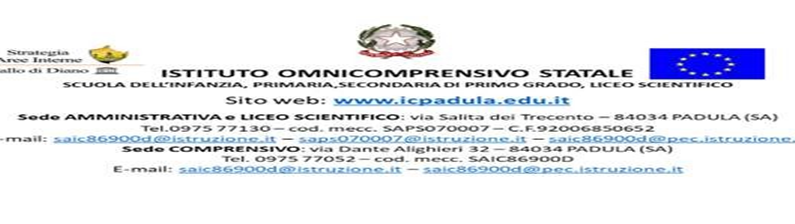 Strategia
Aree Interne
allo di Diano
ISTITUTO OMNICOMPRENSIVO STATALE
SCUOLA DELL'INFANZIA, PRIMARIA,SECONDARIA DI PRIMO GRADO, LICEO SCIENTIFICO
Sito web: www.icpadula.edu.it
Sede AMMINISTRATIVA e LICEO SCIENTIFICO: via Salita dei Trecento – 84034 PADULA (SA)
Tel.0975 77130 – cod. mecc. SAPS070007 – C.F.92006850652
-mail: saic86900d@istruzione.it – saps070007@istruzione.it – saic86900d@pec.istruzione.
Sede COMPRENSIVO: via Dante Alighieri 32 – 84034 PADULA (SA)
Tel. 0975 77052 – cod. mecc. SAIC86900D
E-mail: saic86900d@istruzione.it – saic86900d@pec.istruzione.it